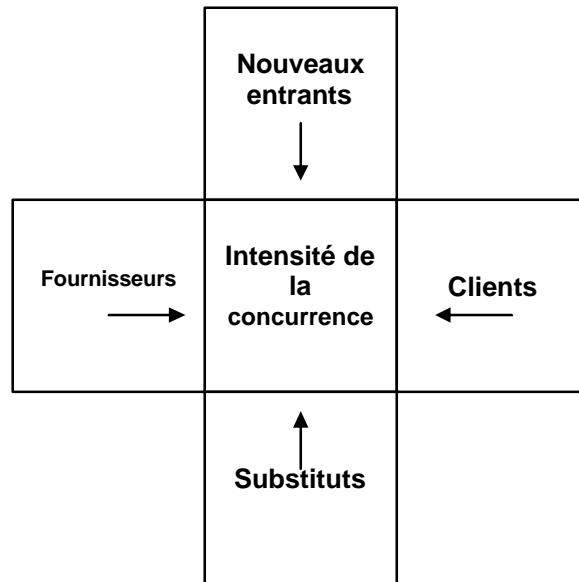 Nouveaux
entrants
Fournisseurs
Intensité de
la
concurrence
Clients
Substituts